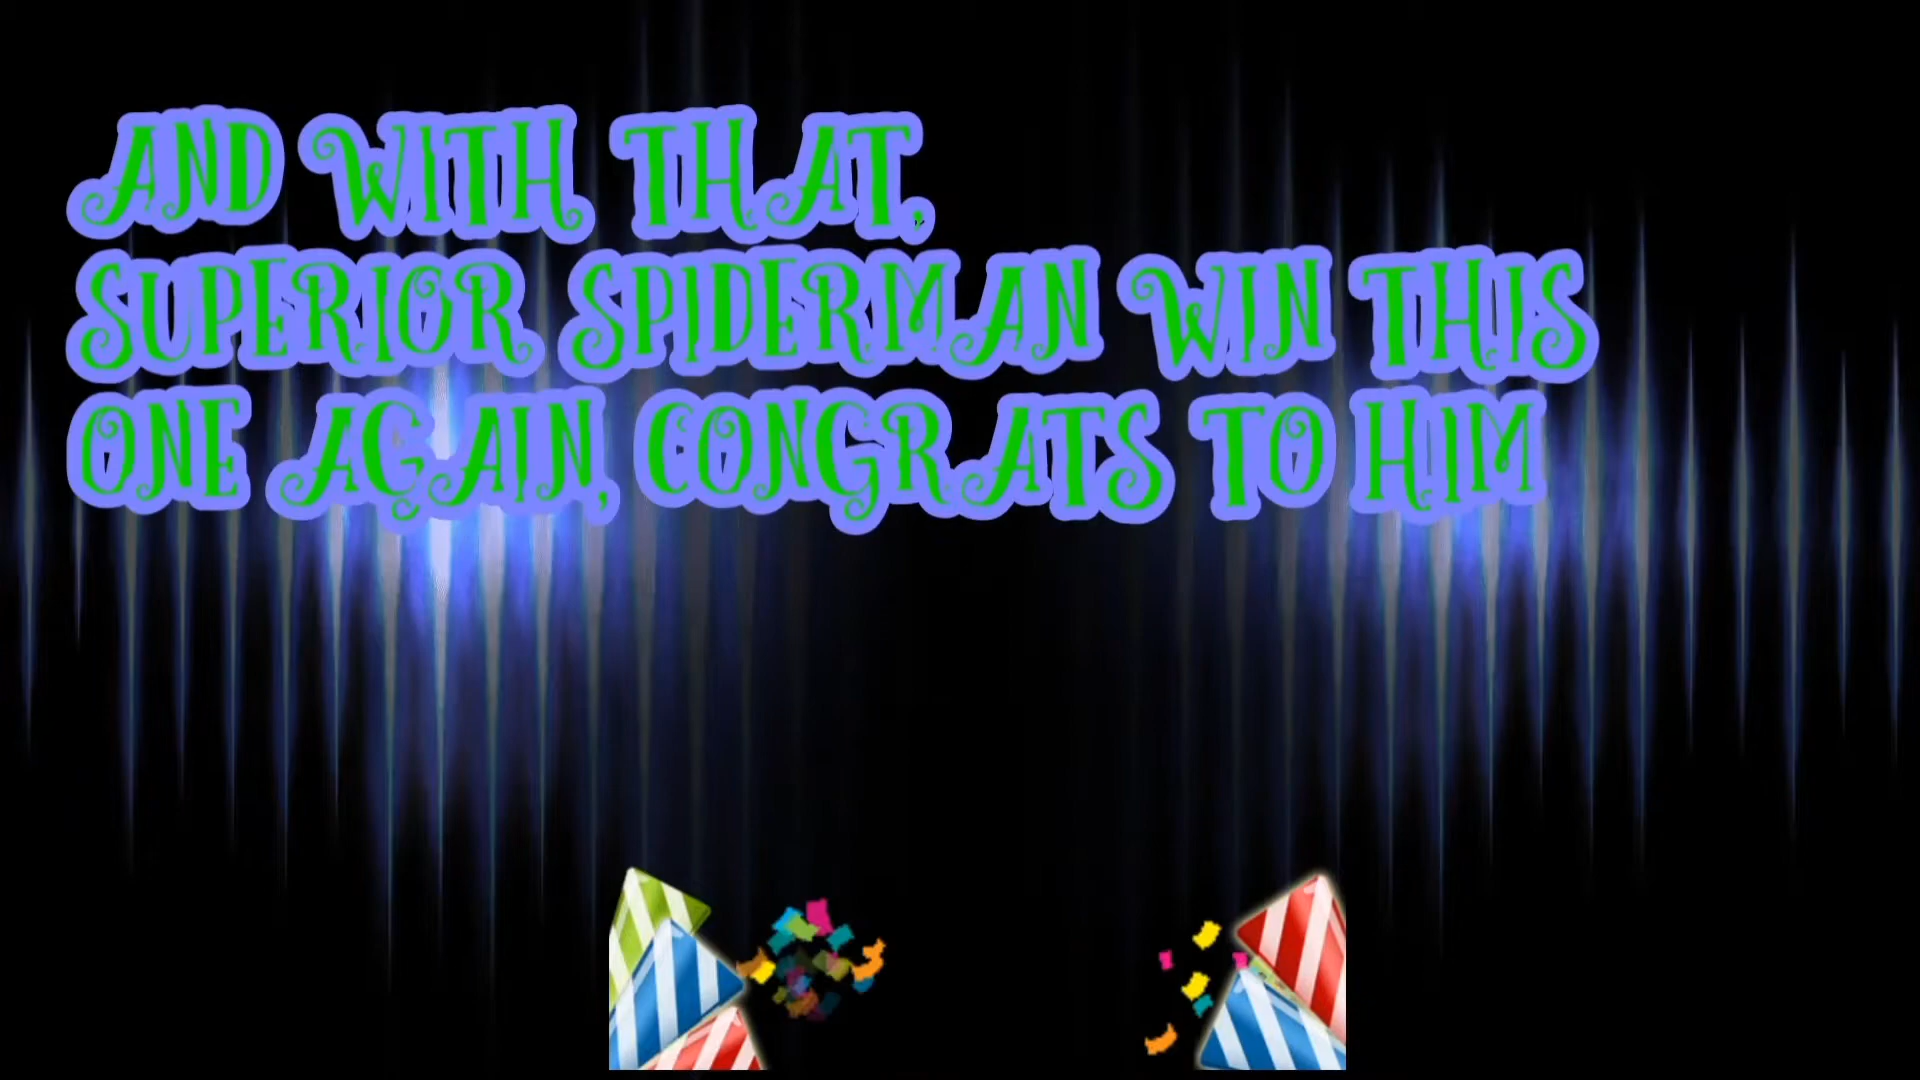 AND WITH THAT,
SUPERIOR SPIDERMAN WIN THIS
ONE AGAIN, CONGRATS TO HIM